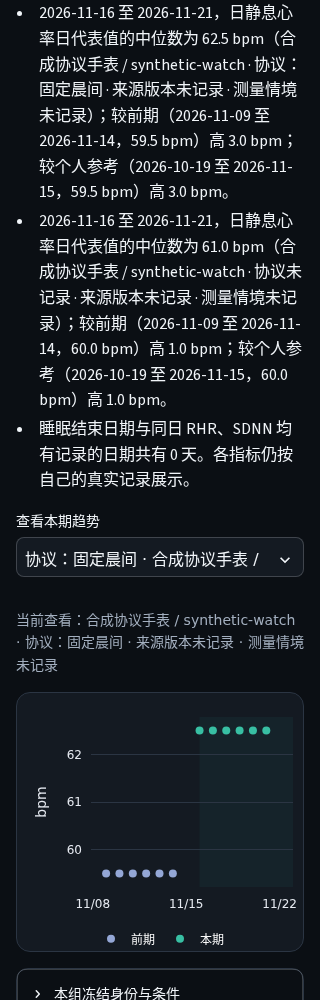 • 2026-11-16 至 2026-11-21，日静息心
率日代表值的中位数为 62.5 bpm（合
成协议手表 / synthetic-watch · 协议：
固定晨间 · 来源版本未记录 · 测量情境
未记录）；较前期（2026-11-09 至
2026-11-14，59.5 bpm）高 3.0 bpm；
较个人参考（2026-10-19 至 2026-11-
15，59.5 bpm）高 3.0 bpm。
• 2026-11-16 至 2026-11-21，日静息心
率日代表值的中位数为 61.0 bpm（合
成协议手表 / synthetic-watch · 协议未
记录 · 来源版本未记录 · 测量情境未记
录）；较前期（2026-11-09 至 2026-11-
14，60.0 bpm）高 1.0 bpm；较个人参
考（2026-10-19 至 2026-11-15，60.0
bpm）高 1.0 bpm。
• 睡眠结束日期与同日 RHR、SDNN 均
有记录的日期共有 0 天。各指标仍按
自己的真实记录展示。
查看本期趋势
协议：固定晨间 · 合成协议手表 /
当前查看：合成协议手表 / synthetic-watch
· 协议：固定晨间 · 来源版本未记录 · 测量情境
未记录
62
61
60
bpm
11/08 11/15 11/22
前期 本期
本组冻结身份与条件